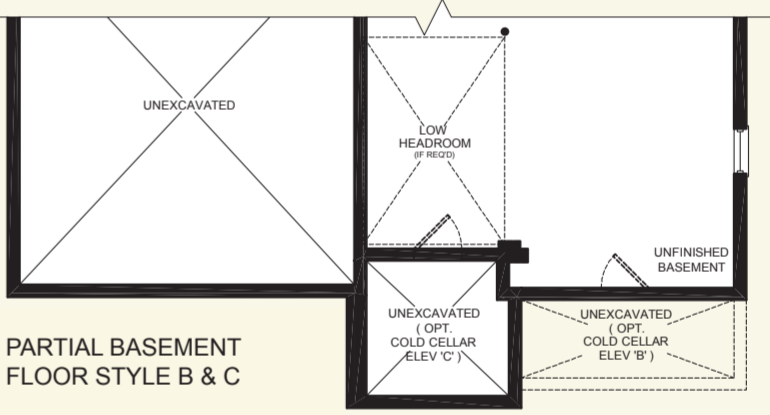 UNEXCAVATED
LOW
HEADROOM
(IF REQ'D)
UNFINISHED
BASEMENT
UNEXCAVATED
( OPT.
COLD CELLAR
ELEV 'C' )
UNEXCAVATED
( OPT.
COLD CELLAR
ELEV 'B' )
PARTIAL BASEMENT
FLOOR STYLE B & C